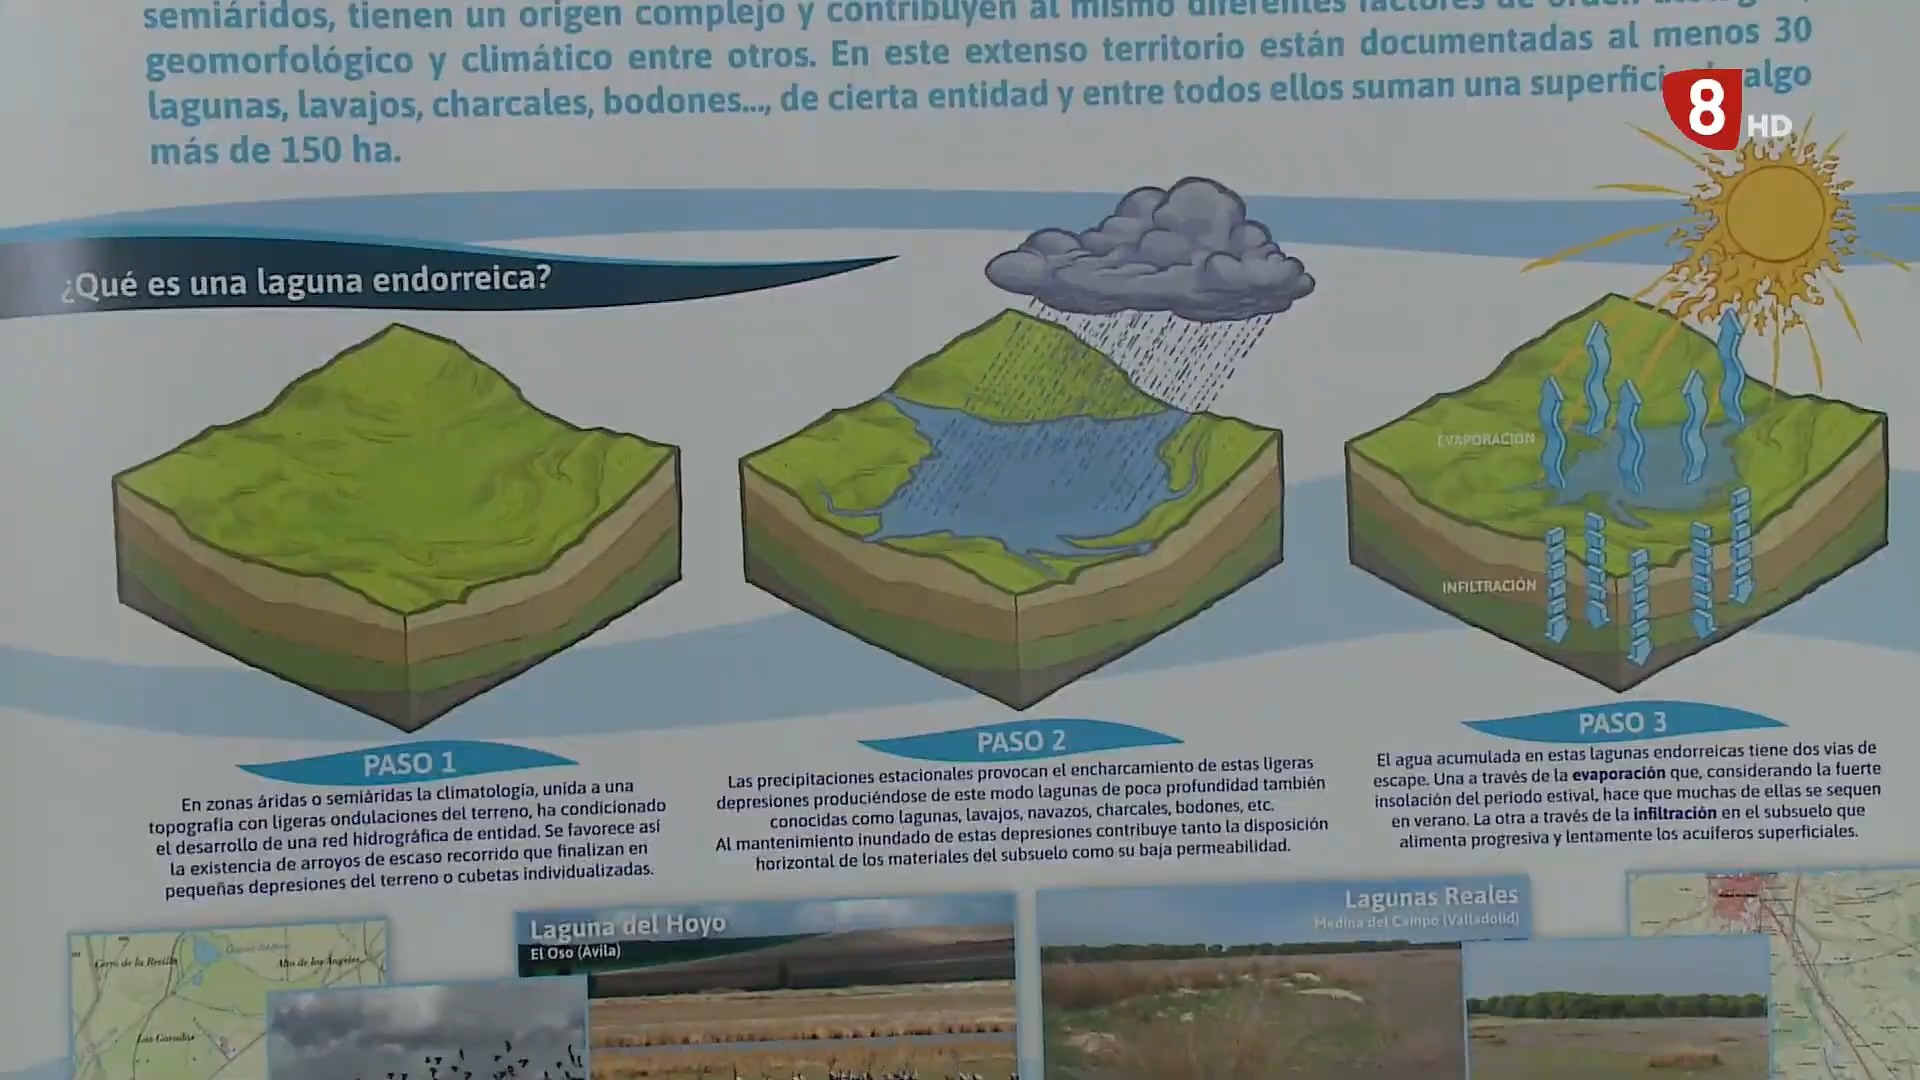 semiáridos, tienen un origen complejo y contribuyen al mismo diferentes factores de orden
geomorfológico y climático entre otros. En este extenso territorio están documentadas al menos 30
lagunas, lavajos, charcales, bodones..., de cierta entidad y entre todos ellos suman una superficie algo
más de 150 ha.
8 HD
¿Qué es una laguna endorreica?
EVAPORACIÓN
INFILTRACIÓN
PASO 1
En zonas áridas o semiáridas la climatología, unida a una
topografía con ligeras ondulaciones del terreno, ha condicionado
el desarrollo de una red hidrográfica de entidad. Se favorece así
la existencia de arroyos de escaso recorrido que finalizan en
pequeñas depresiones del terreno o cubetas individualizadas.
PASO 2
Las precipitaciones estacionales provocan el encharcamiento de estas ligeras
depresiones produciéndose de este modo lagunas de poca profundidad también
conocidas como lagunas, lavajos, navazos, charcales, bodones, etc.
Al mantenimiento inundado de estas depresiones contribuye tanto la disposición
horizontal de los materiales del subsuelo como su baja permeabilidad.
PASO 3
El agua acumulada en estas lagunas endorreicas tiene dos vías de
escape. Una a través de la evaporación que, considerando la fuerte
insolación del periodo estival, hace que muchas de ellas se sequen
en verano. La otra a través de la infiltración en el subsuelo que
alimenta progresiva y lentamente los acuíferos superficiales.
Cerro de la Revilla
Alto de los Ángeles
Laguna del Hoyo
El Oso (Ávila)
Lagunas Reales
Medina del Campo (Valladolid)